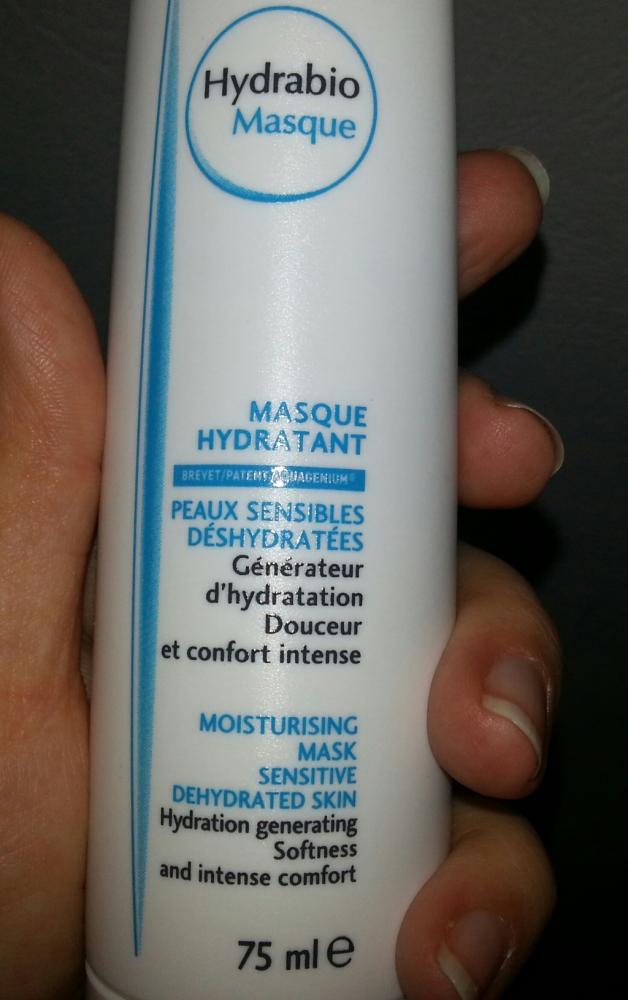 Hydrabio
Masque
MASQUE
HYDRATANT
BREVET/PATENT AQUAGENIUM®
PEAUX SENSIBLES
DÉSHYDRATÉES
Générateur
d'hydratation
Douceur
et confort intense
MOISTURISING
MASK
SENSITIVE
DEHYDRATED SKIN
Hydration generating
Softness
and intense comfort
75 ml e